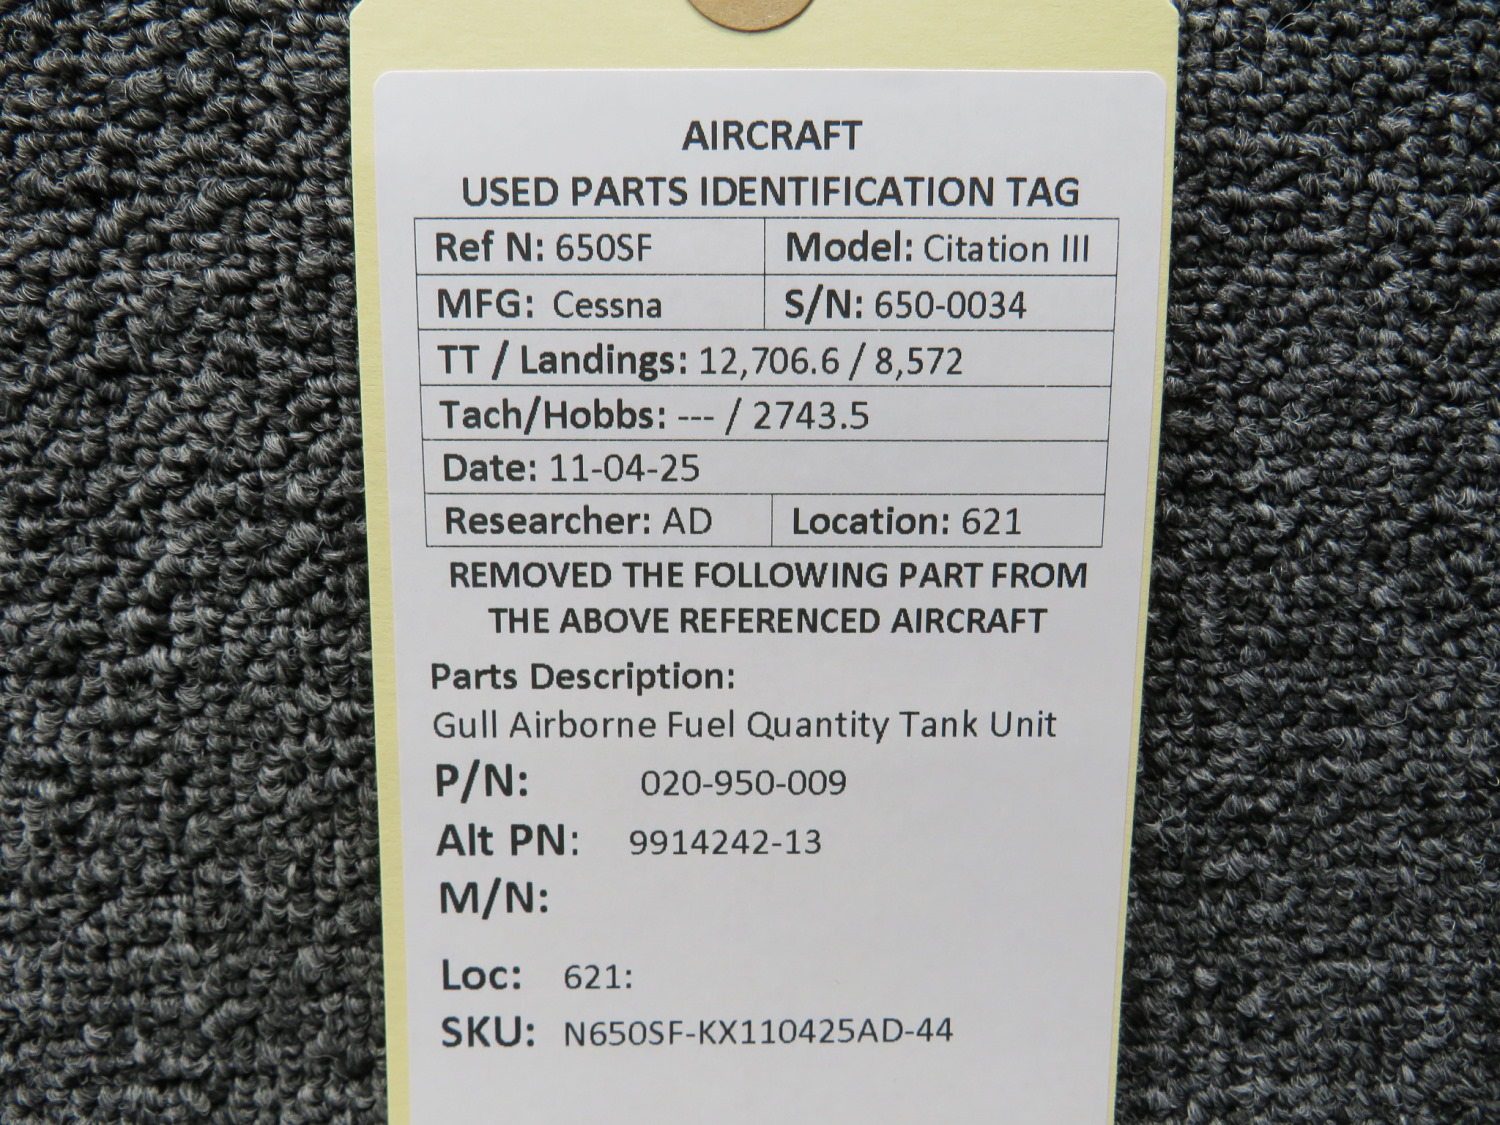 AIRCRAFT
USED PARTS IDENTIFICATION TAG
Ref N: 650SF Model: Citation III
MFG: Cessna S/N: 650-0034
TT / Landings: 12,706.6 / 8,572
Tach/Hobbs: --- / 2743.5
Date: 11-04-25
Researcher: AD Location: 621
REMOVED THE FOLLOWING PART FROM
THE ABOVE REFERENCED AIRCRAFT
Parts Description:
Gull Airborne Fuel Quantity Tank Unit
P/N: 020-950-009
Alt PN: 9914242-13
M/N:
Loc: 621:
SKU: N650SF-KX110425AD-44